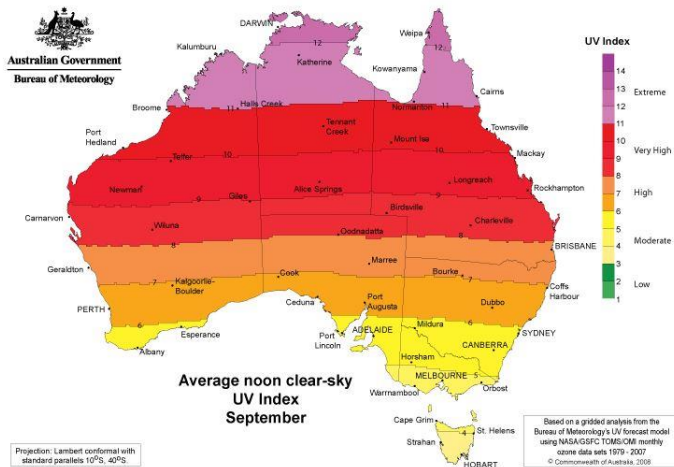 Australian Government
Bureau of Meteorology
DARWIN
Weipa
12
12
Kalumburu
Katherine
Kowanyama
11
Cairns
Broome
11
Halls Creek
Normanton
11
Port
Hedland
Tennant
Creek
Mount Isa
Townsville
Telfer
10
10
Mackay
Newman
Giles
9
Alice Springs
9
Longreach
Rockhampton
Carnarvon
Wiluna
Birdsville
Charleville
8
Oodnadatta
8
BRISBANE
Geraldton
7
Kalgoorlie-
Boulder
Cook
Marree
Bourke
7
Coffs
Harbour
PERTH
Ceduna
Port
Augusta
Dubbo
6
Esperance
6
SYDNEY
Albany
Port
Lincoln
ADELAIDE
Mildura
CANBERRA
Horsham
MELBOURNE
5
Orbost
Warrnambool
Cape Grim
St. Helens
4
Strahan
HOBART
UV Index
14
13
12
11
10
9
8
7
6
5
4
3
2
1
Extreme
Very High
High
Moderate
Low
Average noon clear-sky
UV Index
September
Projection: Lambert conformal with
standard parallels 10⁰S, 40⁰S.
Based on a gridded analysis from the
Bureau of Meteorology's UV forecast model
using NASA/GSFC TOMS/OMI monthly
ozone data sets 1979 - 2007
© Commonwealth of Australia, 2008